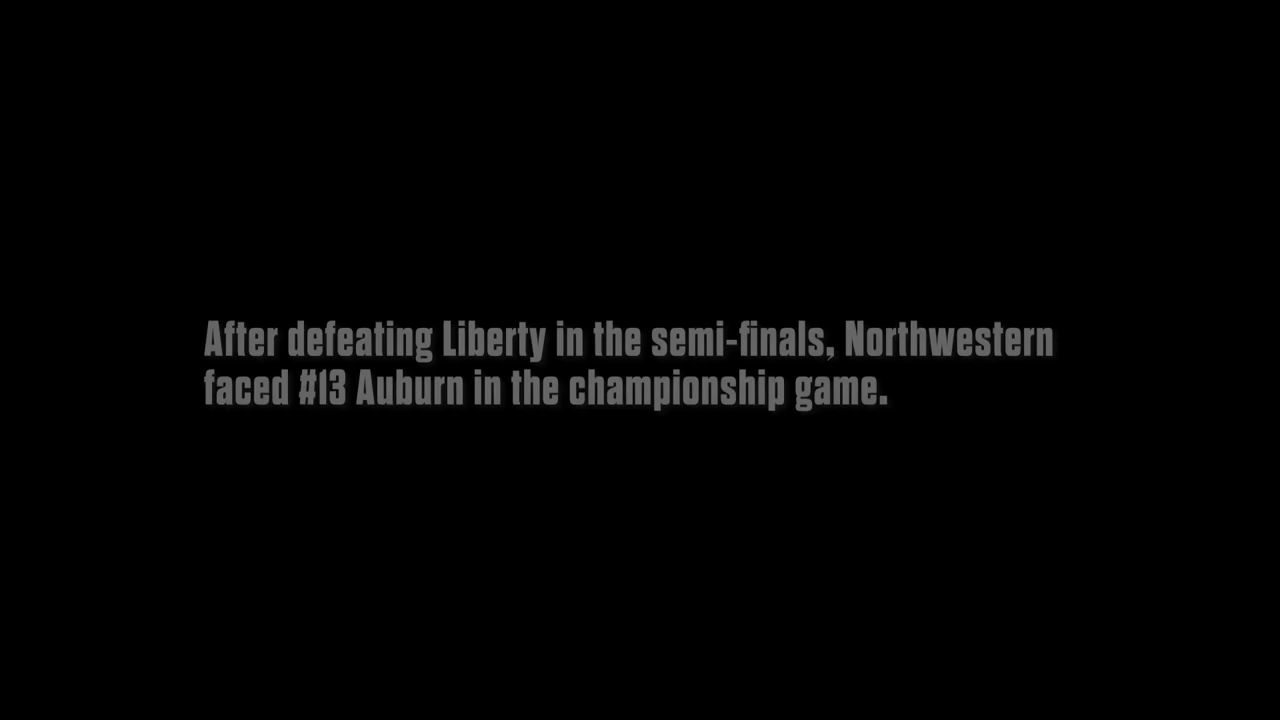 After defeating Liberty in the semi-finals, Northwestern
faced #13 Auburn in the championship game.